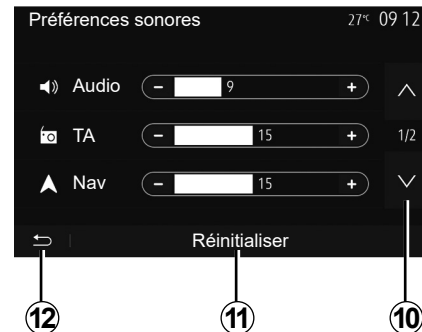 Préférences sonores 27°C 09 12
Audio - 9 +
TA - 15 +
1/2
Nav - 15 +
Réinitialiser
12 11 10